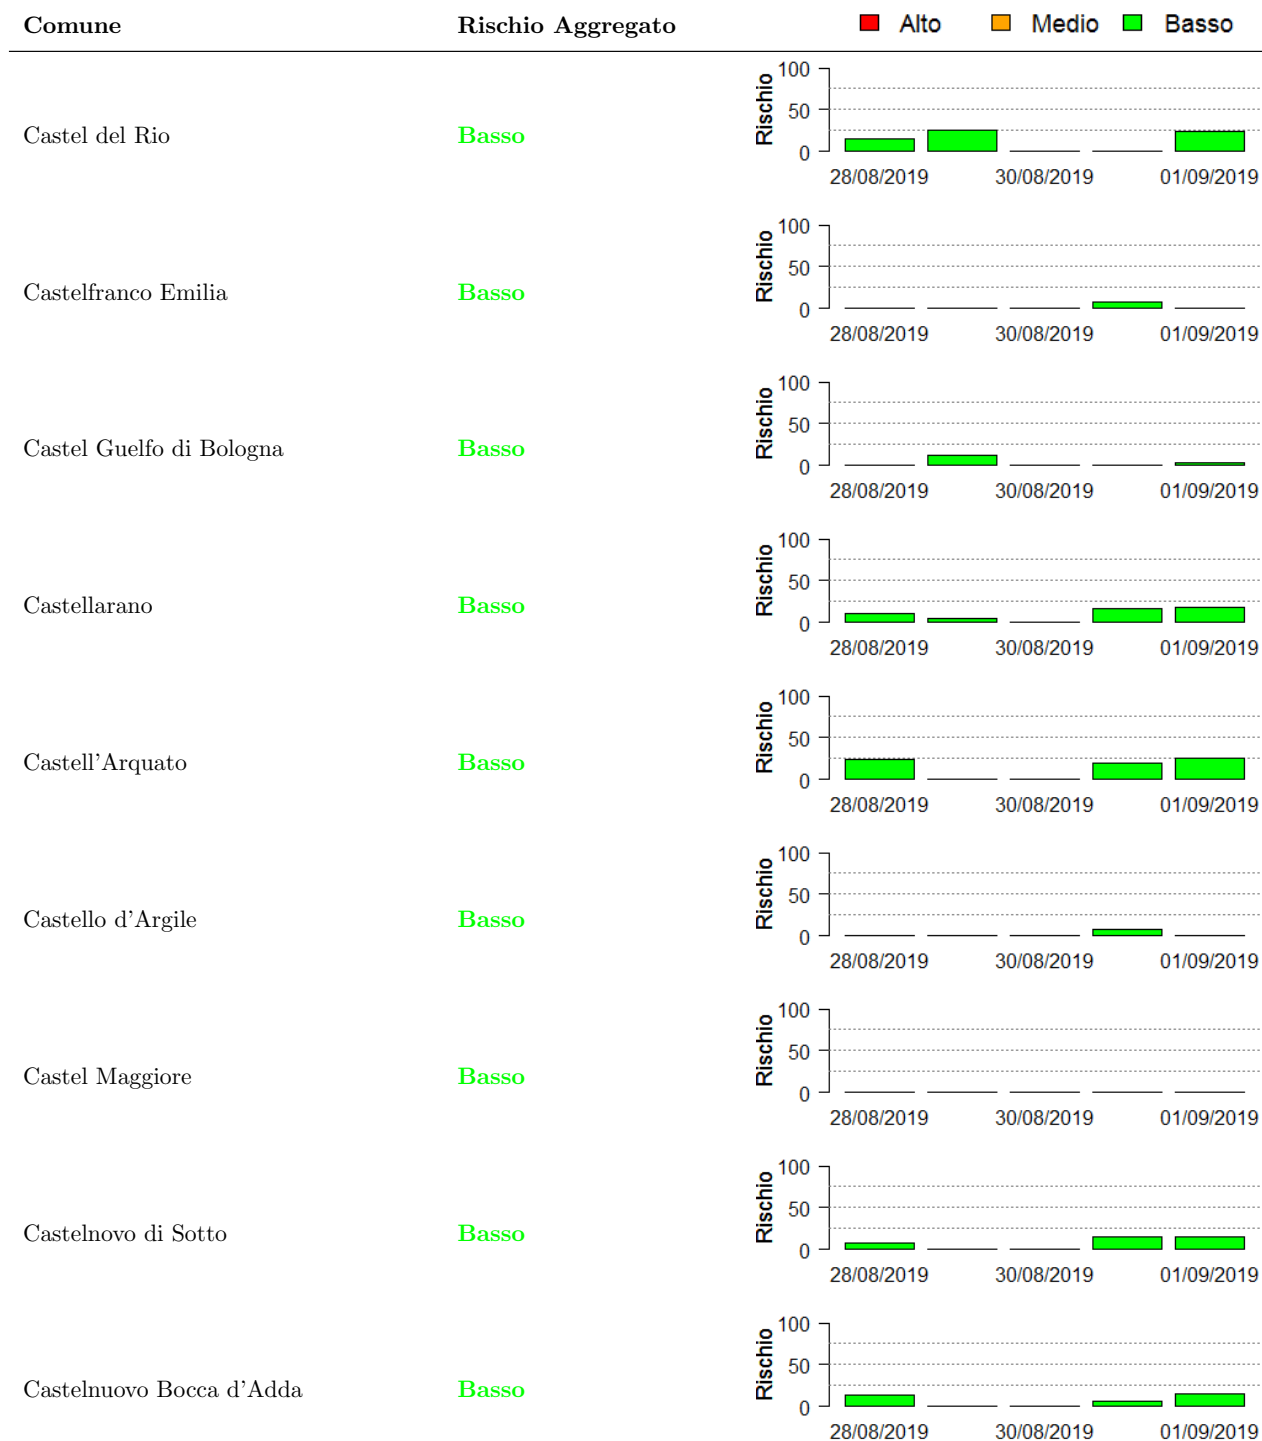 Comune Rischio Aggregato Alto Medio Basso
Castel del Rio Basso Rischio 100 50 0
28/08/2019 30/08/2019 01/09/2019
Castelfranco Emilia Basso Rischio 100 50 0
28/08/2019 30/08/2019 01/09/2019
Castel Guelfo di Bologna Basso Rischio 100 50 0
28/08/2019 30/08/2019 01/09/2019
Castellarano Basso Rischio 100 50 0
28/08/2019 30/08/2019 01/09/2019
Castell'Arquato Basso Rischio 100 50 0
28/08/2019 30/08/2019 01/09/2019
Castello d'Argile Basso Rischio 100 50 0
28/08/2019 30/08/2019 01/09/2019
Castel Maggiore Basso Rischio 100 50 0
28/08/2019 30/08/2019 01/09/2019
Castelnovo di Sotto Basso Rischio 100 50 0
28/08/2019 30/08/2019 01/09/2019
Castelnuovo Bocca d'Adda Basso Rischio 100 50 0
28/08/2019 30/08/2019 01/09/2019